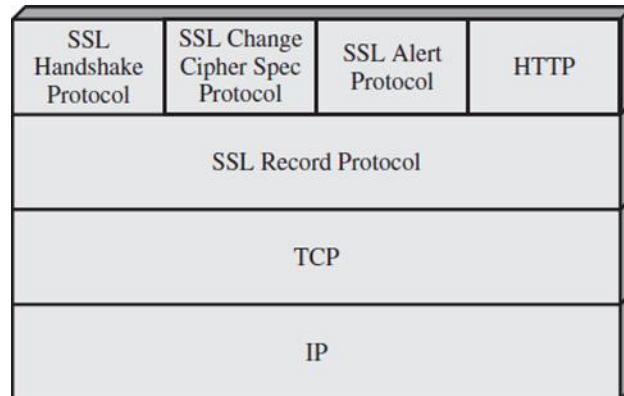 SSL
Handshake
Protocol
SSL Change
Cipher Spec
Protocol
SSL Alert
Protocol
HTTP
SSL Record Protocol
TCP
IP